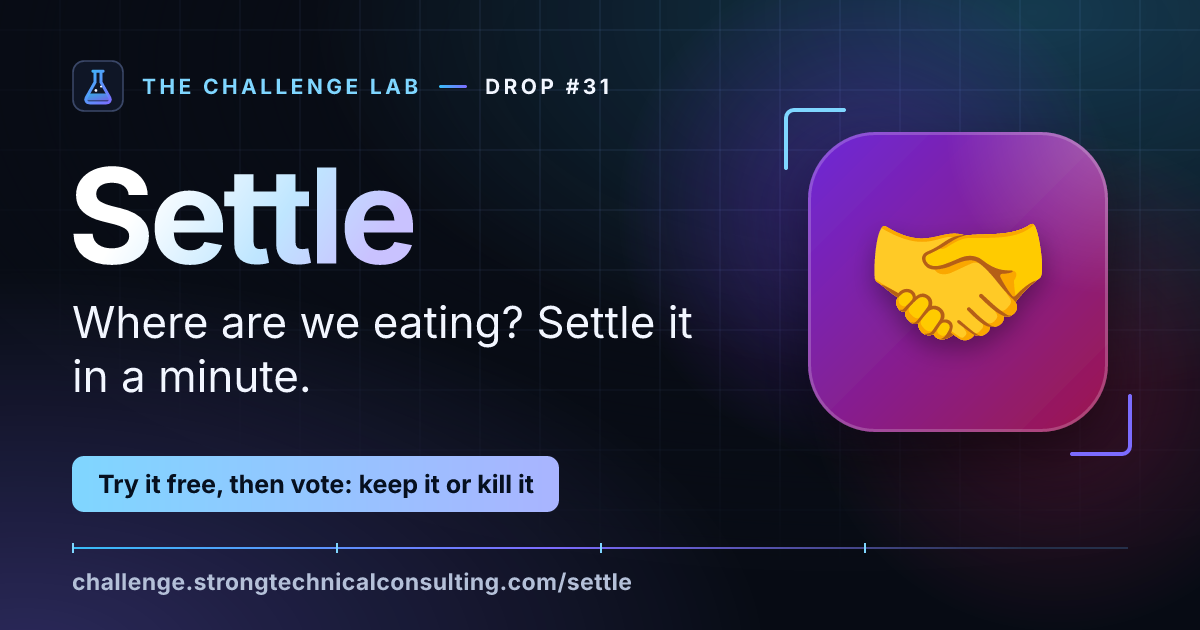 THE CHALLENGE LAB — DROP #31
Settle
Where are we eating? Settle it
in a minute.
Try it free, then vote: keep it or kill it
challenge.strongtechnicalconsulting.com/settle